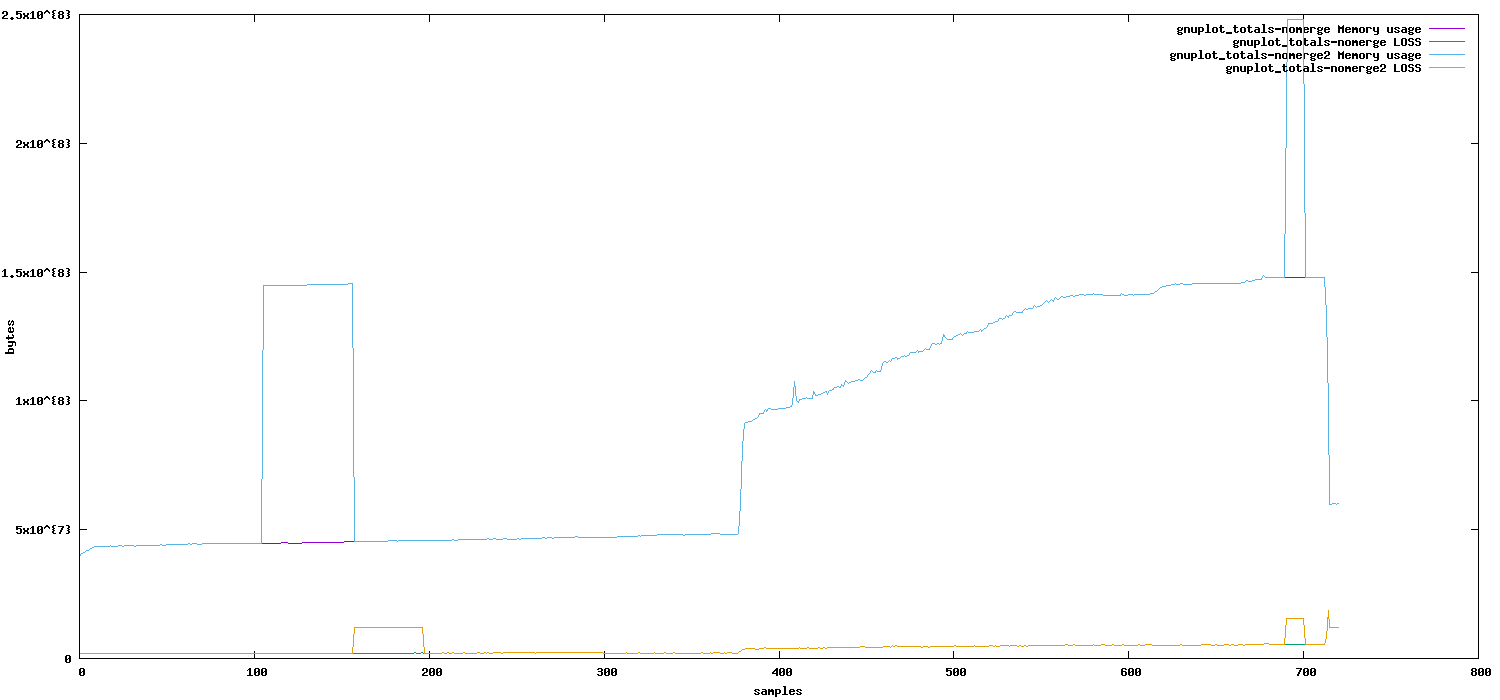 2.5x10^{8}
gnuplot_totals-nomerge Memory usage
gnuplot_totals-nomerge LOSS
gnuplot_totals-nomerge2 Memory usage
gnuplot_totals-nomerge2 LOSS
2x10^{8}
1.5x10^{8}
bytes
1x10^{8}
5x10^{7}
0
0 100 200 300 400 500 600 700 800
samples